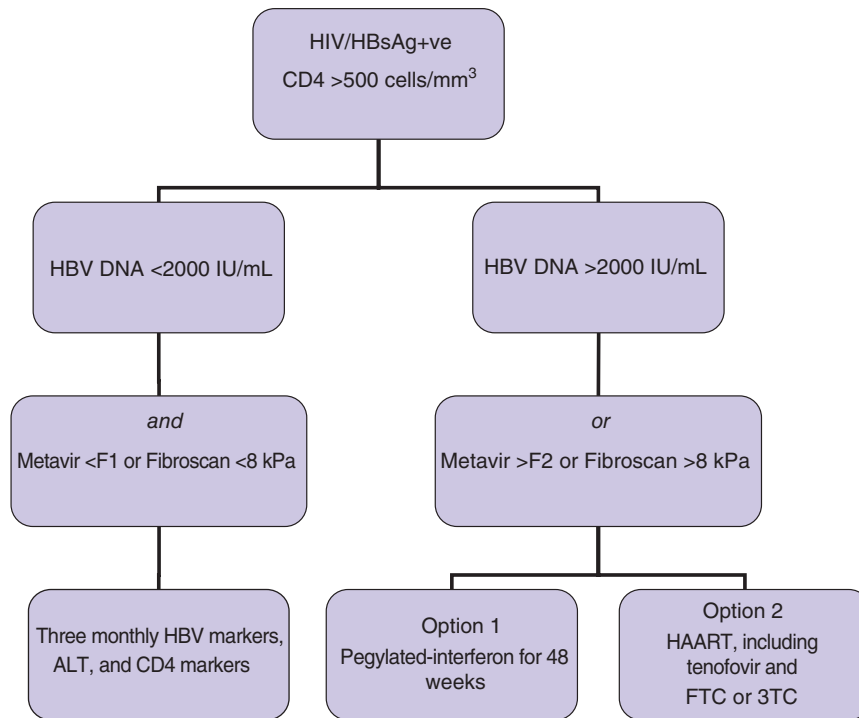 HIV/HBsAg+ve
CD4 >500 cells/mm³
HBV DNA <2000 IU/mL
HBV DNA >2000 IU/mL
and
Metavir <F1 or Fibroscan <8 kPa
or
Metavir >F2 or Fibroscan >8 kPa
Three monthly HBV markers,
ALT, and CD4 markers
Option 1
Pegylated-interferon for 48
weeks
Option 2
HAART, including
tenofovir and
FTC or 3TC